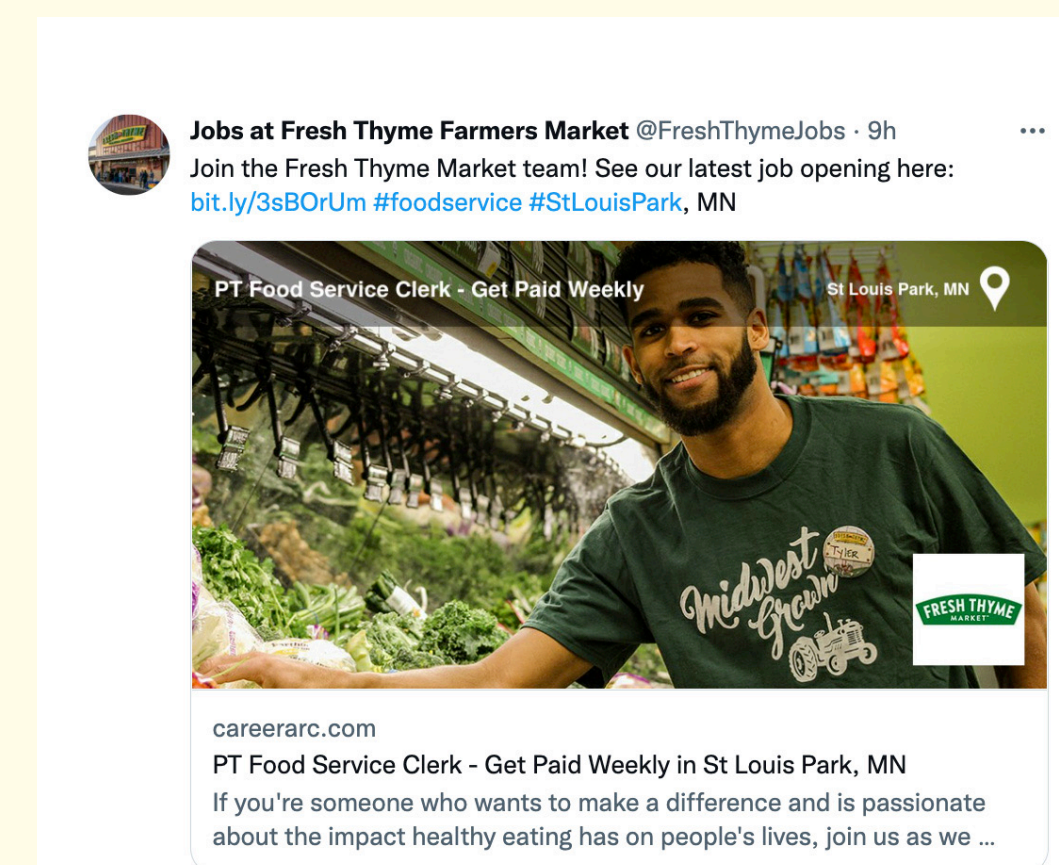 Jobs at Fresh Thyme Farmers Market @FreshThymeJobs · 9h
Join the Fresh Thyme Market team! See our latest job opening here:
bit.ly/3sBOrUm #foodservice #StLouisPark, MN
PT Food Service Clerk - Get Paid Weekly
St Louis Park, MN
Midwest
Grown
TYLER
FRESH THYME
MARKET
careerarc.com
PT Food Service Clerk - Get Paid Weekly in St Louis Park, MN
If you're someone who wants to make a difference and is passionate
about the impact healthy eating has on people's lives, join us as we ...